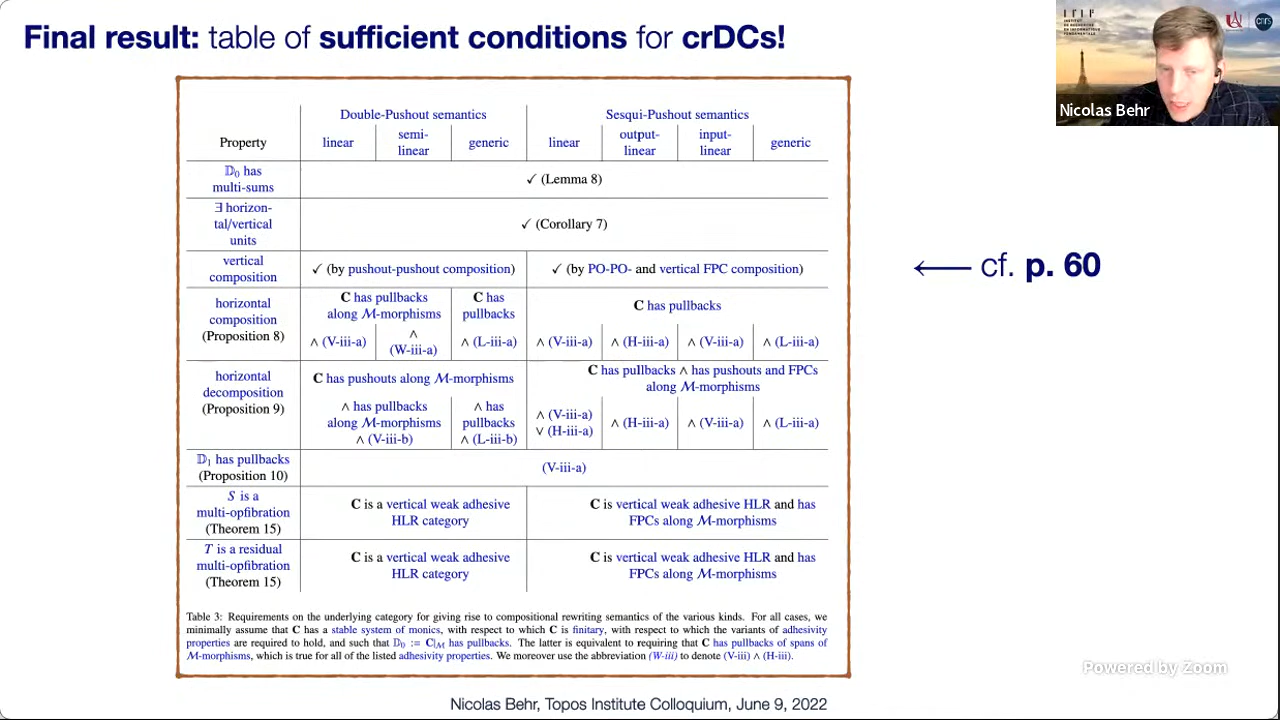 Final result: table of sufficient conditions for crDCs!
Nicolas Behr
Double-Pushout semantics
Sesqui-Pushout semantics
Property
linear
semi-
linear
generic
linear
output-
linear
input-
linear
generic
𝔻₀ has
multi-sums
✓ (Lemma 8)
∃ horizon-
tal/vertical
units
✓ (Corollary 7)
vertical
composition
✓ (by pushout-pushout composition)
✓ (by PO-PO- and vertical FPC composition)
horizontal
composition
(Proposition 8)
C has pullbacks
along ℳ-morphisms
C has
pullbacks
C has pullbacks
∧ (V-iii-a)
∧
(W-iii-a)
∧ (L-iii-a)
∧ (V-iii-a)
∧ (H-iii-a)
∧ (V-iii-a)
∧ (L-iii-a)
horizontal
decomposition
(Proposition 9)
C has pushouts along ℳ-morphisms
C has pullbacks ∧ has pushouts and FPCs
along ℳ-morphisms
∧ has pullbacks
along ℳ-morphisms
∧ (V-iii-b)
∧ has
pullbacks
∧ (L-iii-b)
∧ (V-iii-a)
∨ (H-iii-a)
∧ (H-iii-a)
∧ (V-iii-a)
∧ (L-iii-a)
𝔻₁ has pullbacks
(Proposition 10)
(V-iii-a)
S is a
multi-opfibration
(Theorem 15)
C is a vertical weak adhesive
HLR category
C is vertical weak adhesive HLR and has
FPCs along ℳ-morphisms
T is a residual
multi-opfibration
(Theorem 15)
C is a vertical weak adhesive
HLR category
C is vertical weak adhesive HLR and has
FPCs along ℳ-morphisms
Table 3: Requirements on the underlying category for giving rise to compositional rewriting semantics of the various kinds. For all cases, we
minimally assume that C has a stable system of monics, with respect to which C is finitary, with respect to which the variants of adhesivity
properties are required to hold, and such that 𝔻₀ := C|ℳ has pullbacks. The latter is equivalent to requiring that C has pullbacks of spans of
ℳ-morphisms, which is true for all of the listed adhesivity properties. We moreover use the abbreviation (W-iii) to denote (V-iii) ∧ (H-iii).
⟵ cf. p. 60
Powered by Zoom
Nicolas Behr, Topos Institute Colloquium, June 9, 2022